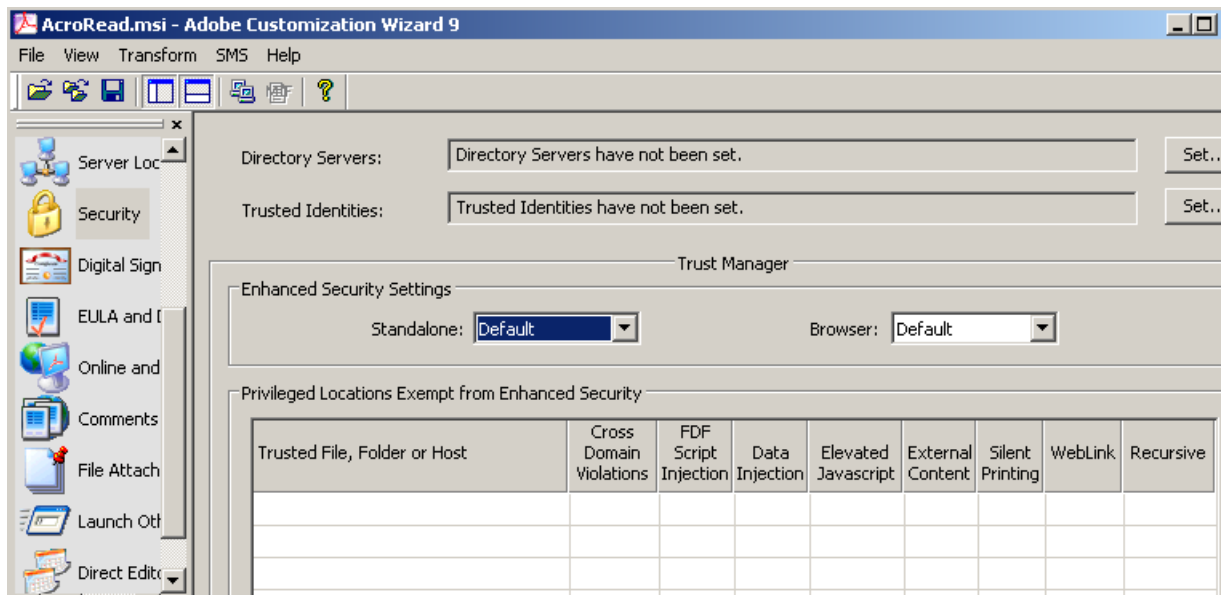 AcroRead.msi - Adobe Customization Wizard 9
File View Transform SMS Help
Server Loc
Security
Digital Sign
EULA and D
Online and
Comments
File Attach
Launch Oth
Direct Edito
Directory Servers: Directory Servers have not been set. Set..
Trusted Identities: Trusted Identities have not been set. Set..
Trust Manager
Enhanced Security Settings
Standalone: Default Browser: Default
Privileged Locations Exempt from Enhanced Security
Trusted File, Folder or Host
Cross Domain Violations
FDF Script Injection
Data Injection
Elevated Javascript
External Content
Silent Printing
WebLink
Recursive